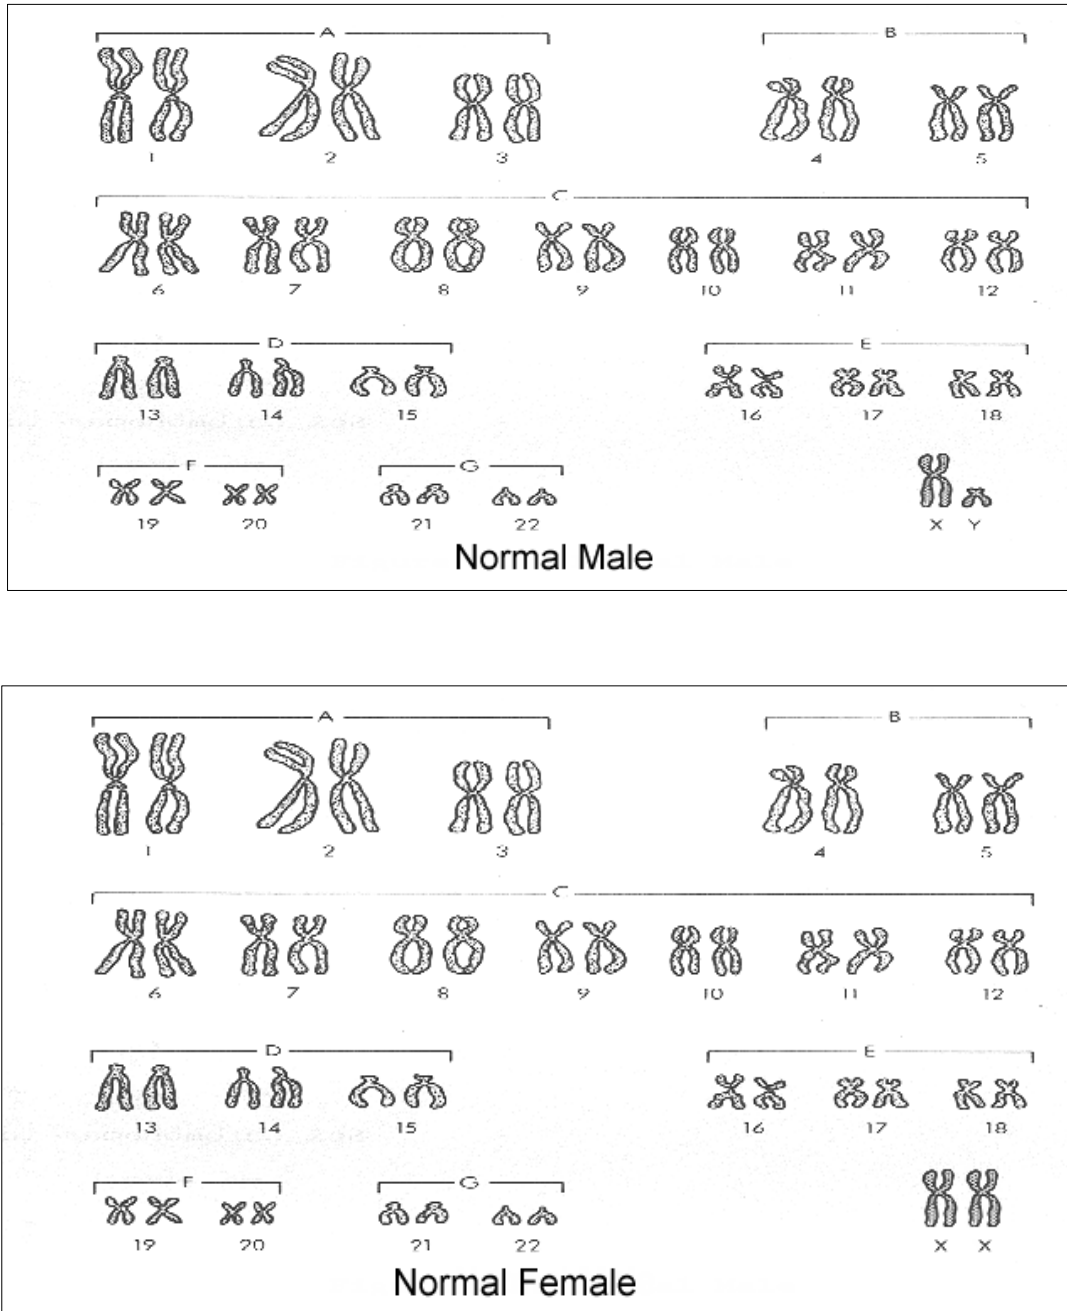 A B
1 2 3 4 5
C
6 7 8 9 10 11 12
D E
13 14 15 16 17 18
F G
19 20 21 22 X Y
Normal Male
A B
1 2 3 4 5
C
6 7 8 9 10 11 12
D E
13 14 15 16 17 18
F G
19 20 21 22 X X
Normal Female